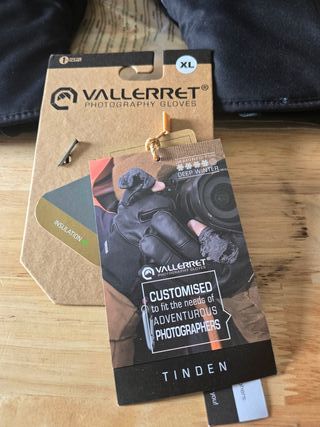 XL
VALLERRET®
PHOTOGRAPHY GLOVES
INSULATION
DEEP WINTER
VALLERRET
PHOTOGRAPHY GLOVES
CUSTOMISED
to fit the needs of
ADVENTUROUS
PHOTOGRAPHERS
TINDEN